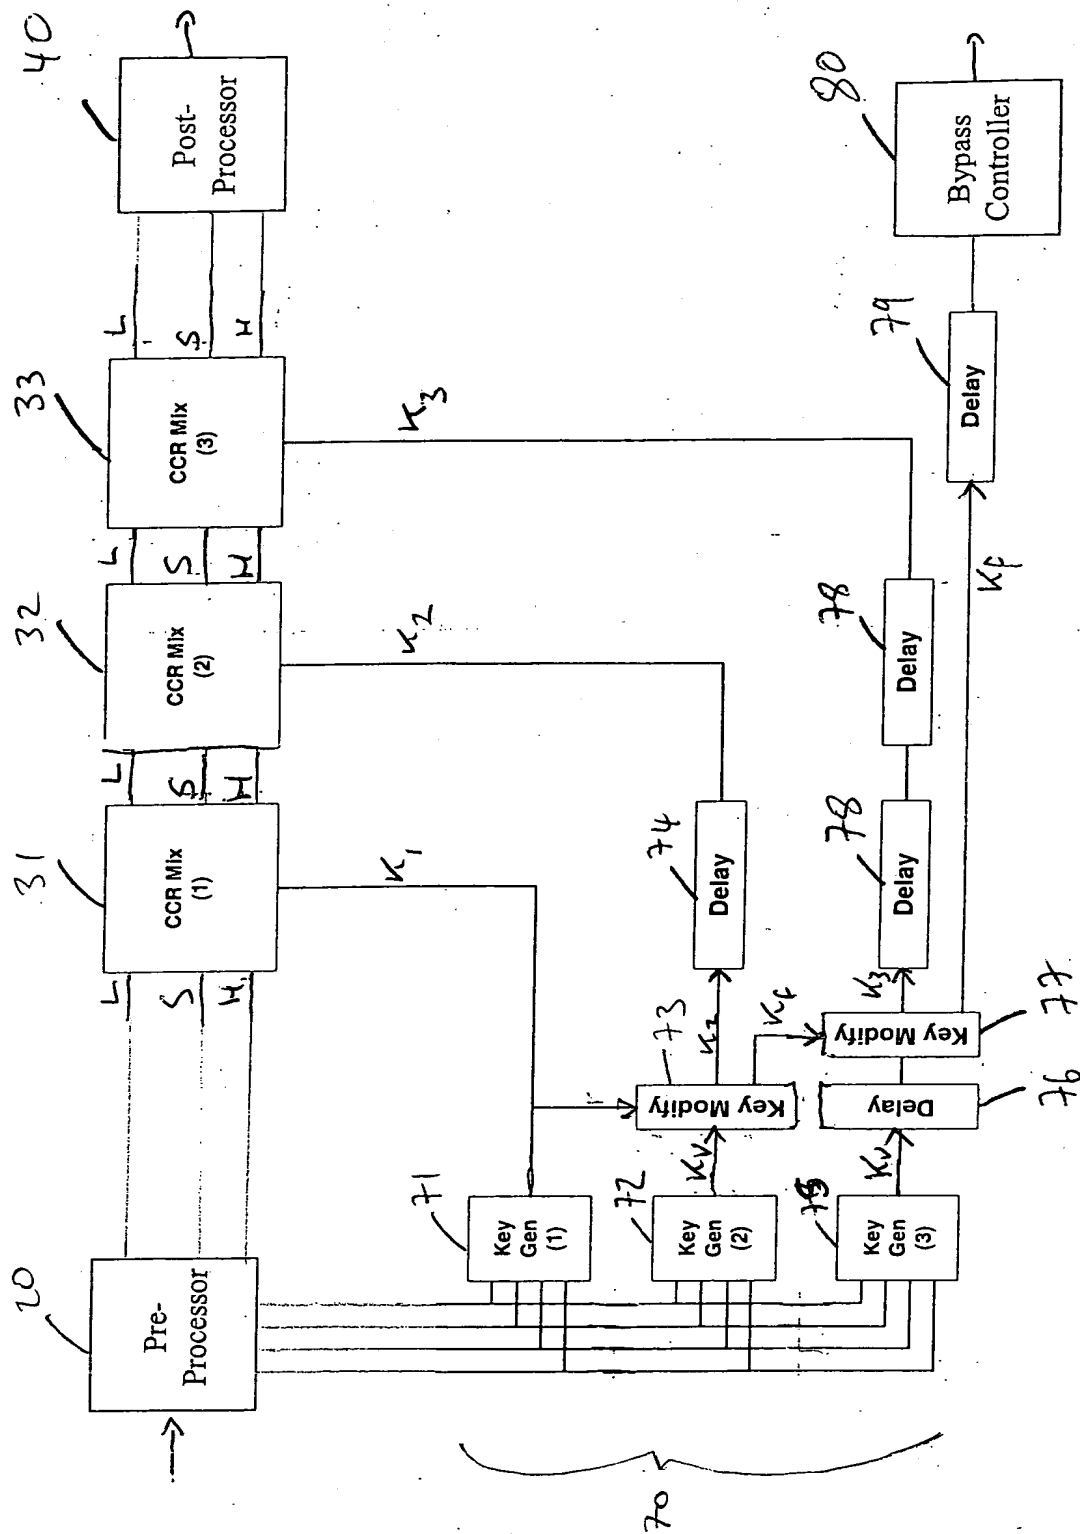 20
Pre-
Processor
31
CCR Mix
(1)
32
CCR Mix
(2)
33
CCR Mix
(3)
40
Post-
Processor
L
S
H
L
S
H
L
S
H
L
S
H
K1
K2
K3
70
71
Key
Gen
(1)
72
Key
Gen
(2)
Key
Gen
(3)
Kv
Kv
73
Key Modify
K2
Kf
74
Delay
76
Delay
77
Key Modify
K3
78
Delay
78
Delay
Kf
79
Delay
80
Bypass
Controller